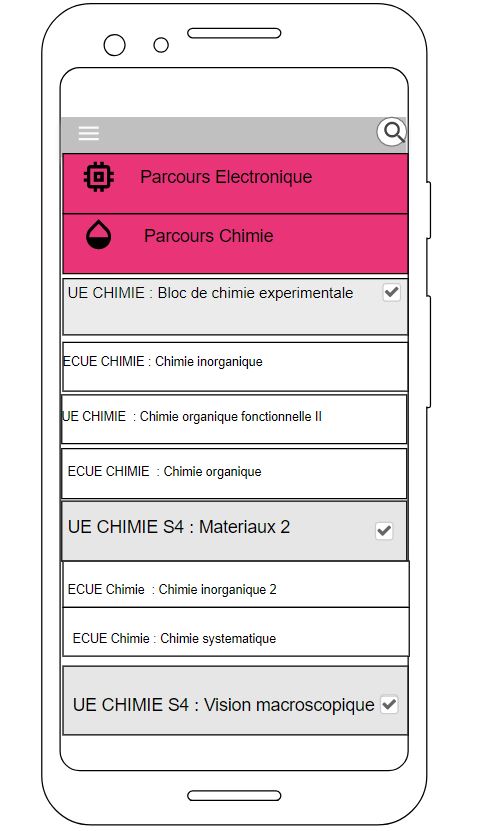 Parcours Electronique
Parcours Chimie
UE CHIMIE : Bloc de chimie experimentale
ECUE CHIMIE : Chimie inorganique
UE CHIMIE : Chimie organique fonctionnelle II
ECUE CHIMIE : Chimie organique
UE CHIMIE S4 : Materiaux 2
ECUE Chimie : Chimie inorganique 2
ECUE Chimie : Chimie systematique
UE CHIMIE S4 : Vision macroscopique